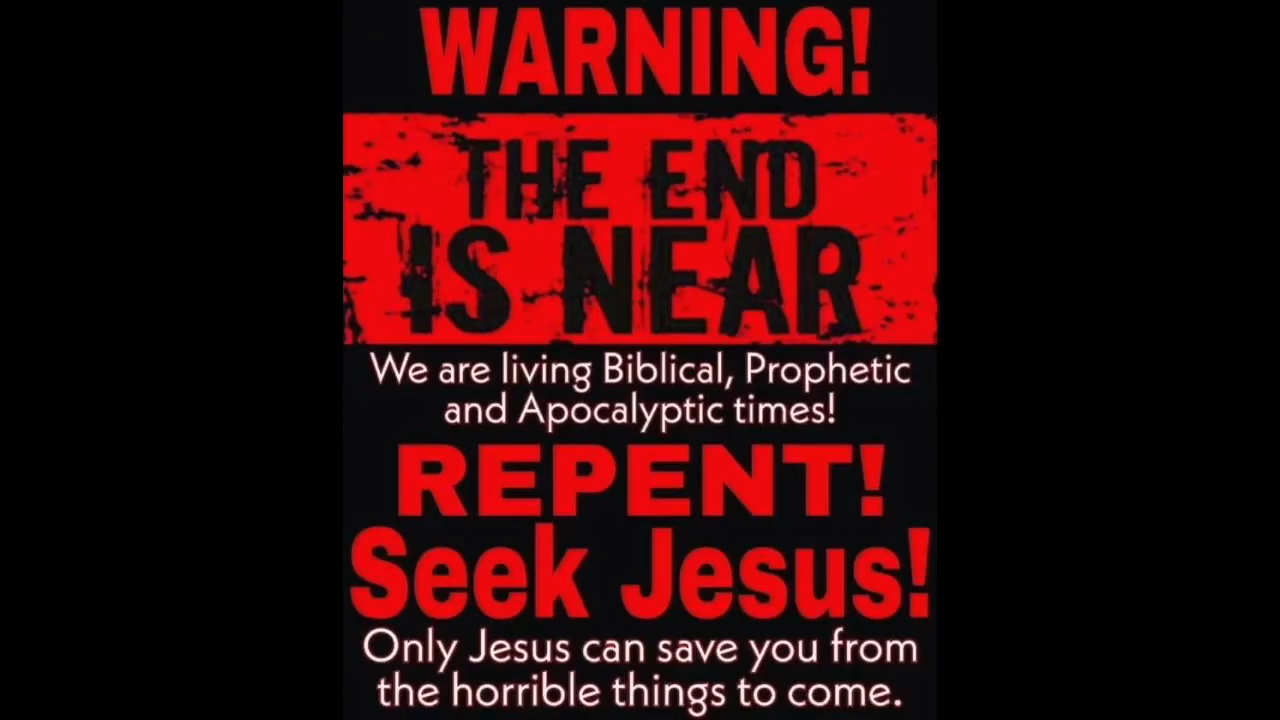 WARNING!
THE END
IS NEAR
We are living Biblical, Prophetic
and Apocalyptic times!
REPENT!
Seek Jesus!
Only Jesus can save you from
the horrible things to come.